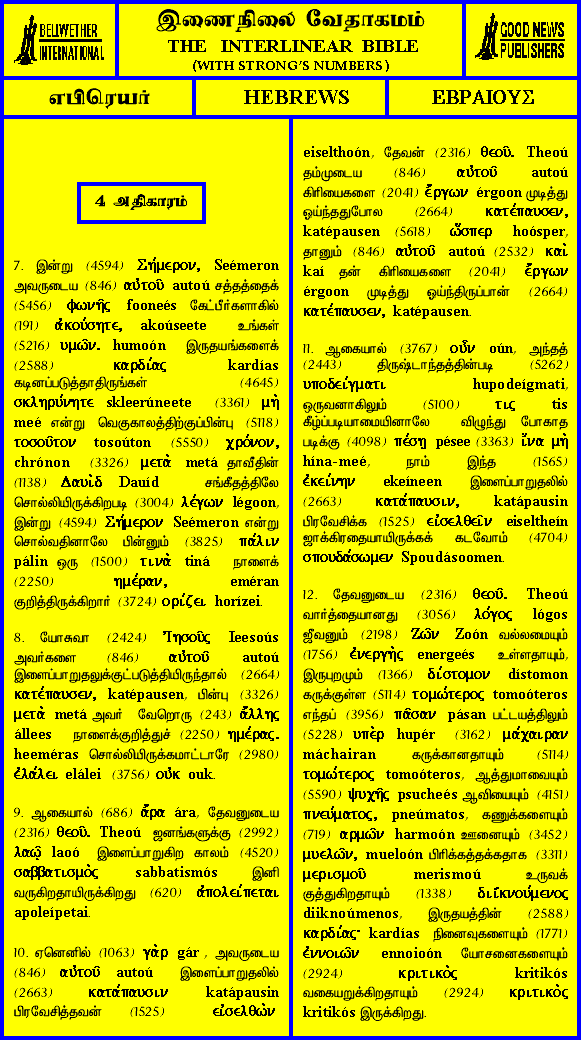 BELLWETHER
INTERNATIONAL
இணைநிலை வேதாகமம்
THE INTERLINEAR BIBLE
(WITH STRONG'S NUMBERS)
GOOD NEWS
PUBLISHERS
எபிரெயர்
HEBREWS
ΕΒΡΑΙΟΥΣ
4 அதிகாரம்
7. இன்று (4594) Σήμερον, Seémeron
அவருடைய (846) αὐτοῦ autoú சத்தத்தைக்
(5456) φωνῆς fooneés கேட்பீர்களாகில்
(191) ἀκούσητε, akoúseete உங்கள்
(5216) υμῶν. humoón இருதயங்களைக்
(2588) καρδίας kardías
கடினப்படுத்தாதிருங்கள் (4645)
σκληρύνητε skleerúneete (3361) μὴ
meé என்று வெகுகாலத்திற்குப்பின்பு (5118)
τοσοῦτον tosoúton (5550) χρόνον,
chrónon (3326) μετὰ metá தாவீதின்
(1138) Δαυὶδ Dauíd சங்கீதத்திலே
சொல்லியிருக்கிறபடி (3004) λέγων légoon,
இன்று (4594) Σήμερον Seémeron என்று
சொல்வதினாலே பின்னும் (3825) πάλιν
pálin ஒரு (1500) τινὰ tiná நாளைக்
(2250) ημέραν, eméran
குறித்திருக்கிறார் (3724) ορίζει horízei.
8. யோசுவா (2424) Ἰησοῦς Ieesoús
அவர்களை (846) αὐτοῦ autoú
இளைப்பாறுதலுக்குட்படுத்தியிருந்தால் (2664)
κατέπαυσεν, katépausen, பின்பு (3326)
μετὰ metá அவர் வேறொரு (243) ἄλλης
állees நாளைக்குறித்துச் (2250) ημέρας.
heeméras சொல்லியிருக்கமாட்டாரே (2980)
ἐλάλει elálei (3756) οὐκ ouk.
9. ஆகையால் (686) ἄρα ára, தேவனுடைய
(2316) θεοῦ. Theoú ஜனங்களுக்கு (2992)
λαῷ laoó இளைப்பாறுகிற காலம் (4520)
σαββατισμὸς sabbatismós இனி
வருகிறதாயிருக்கிறது (620) ἀπολείπεται
apoleípetai.
10. ஏனெனில் (1063) γὰρ gár , அவருடைய
(846) αὐτοῦ autoú இளைப்பாறுதலில்
(2663) κατάπαυσιν katápausin
பிரவேசித்தவன் (1525) εἰσελθὼν
eiselthoón, தேவன் (2316) θεοῦ. Theoú
தம்முடைய (846) αὐτοῦ autoú
கிரியைகளை (2041) ἔργων érgoon முடித்து
ஓய்ந்ததுபோல (2664) κατέπαυσεν,
katépausen (5618) ὥσπερ hoósper,
தானும் (846) αὐτοῦ autoú (2532) καὶ
kaí தன் கிரியைகளை (2041) ἔργων
érgoon முடித்து ஓய்ந்திருப்பான் (2664)
κατέπαυσεν, katépausen.
11. ஆகையால் (3767) οὖν oún, அந்தத்
(2443) திருஷ்டாந்தத்தின்படி (5262)
υποδείγματι hupodeígmati,
ஒருவனாகிலும் (5100) τις tis
கீழ்ப்படியாமையினாலே விழுந்து போகாத
படிக்கு (4098) πέσῃ pésee (3363) ἵνα μὴ
hína-meé, நாம் இந்த (1565)
ἐκείνην ekeíneen இளைப்பாறுதலில்
(2663) κατάπαυσιν, katápausin
பிரவேசிக்க (1525) εἰσελθεῖν eiseltheín
ஜாக்கிரதையாயிருக்கக் கடவோம் (4704)
σπουδάσωμεν Spoudásoomen.
12. தேவனுடைய (2316) θεοῦ. Theoú
வார்த்தையானது (3056) λόγος lógos
ஜீவனும் (2198) Ζῶν Zoón வல்லமையும்
(1756) ἐνεργὴς energeés உள்ளதாயும்,
இருபுறமும் (1366) δίστομον dístomon
கருக்குள்ள (5114) τομώτερος tomoóteros
எந்தப் (3956) πᾶσαν pásan பட்டயத்திலும்
(5228) υπὲρ hupér (3162) μάχαιραν
máchairan கருக்கானதாயும் (5114)
τομώτερος tomoóteros, ஆத்துமாவையும்
(5590) ψυχῆς psucheés ஆவியையும் (4151)
πνεύματος, pneúmatos, கணுக்களையும்
(719) αρμῶν harmoón ஊனையும் (3452)
μυελῶν, mueloón பிரிக்கத்தக்கதாக (3311)
μερισμοῦ merismoú உருவக்
குத்துகிறதாயும் (1338) διϊκνούμενος
diiknoúmenos, இருதயத்தின் (2588)
καρδίας· kardías நினைவுகளையும் (1771)
ἐννοιῶν ennoioón யோசனைகளையும்
(2924) κριτικὸς kritikós
வகையறுக்கிறதாயும் (2924) κριτικὸς
kritikós இருக்கிறது.